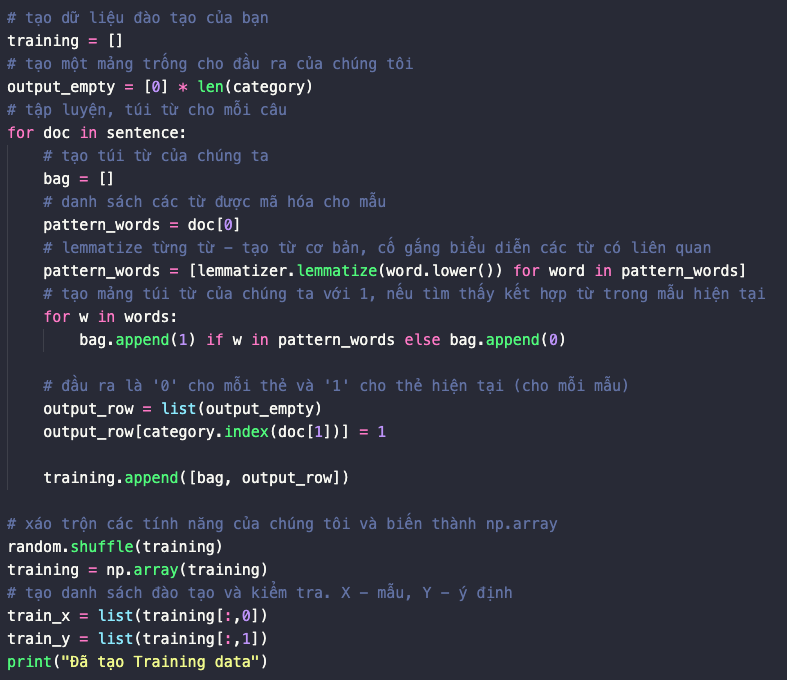 # tạo dữ liệu đào tạo của bạn
training = []
# tạo một mảng trống cho đầu ra của chúng tôi
output_empty = [0] * len(category)
# tập luyện, túi từ cho mỗi câu
for doc in sentence:
    # tạo túi từ của chúng ta
    bag = []
    # danh sách các từ được mã hóa cho mẫu
    pattern_words = doc[0]
    # lemmatize từng từ - tạo từ cơ bản, cố gắng biểu diễn các từ có liên quan
    pattern_words = [lemmatizer.lemmatize(word.lower()) for word in pattern_words]
    # tạo mảng túi từ của chúng ta với 1, nếu tìm thấy kết hợp từ trong mẫu hiện tại
    for w in words:
        bag.append(1) if w in pattern_words else bag.append(0)

    # đầu ra là '0' cho mỗi thẻ và '1' cho thẻ hiện tại (cho mỗi mẫu)
    output_row = list(output_empty)
    output_row[category.index(doc[1])] = 1

    training.append([bag, output_row])

# xáo trộn các tính năng của chúng tôi và biến thành np.array
random.shuffle(training)
training = np.array(training)
# tạo danh sách đào tạo và kiểm tra. X - mẫu, Y - ý định
train_x = list(training[:,0])
train_y = list(training[:,1])
print("Đã tạo Training data")